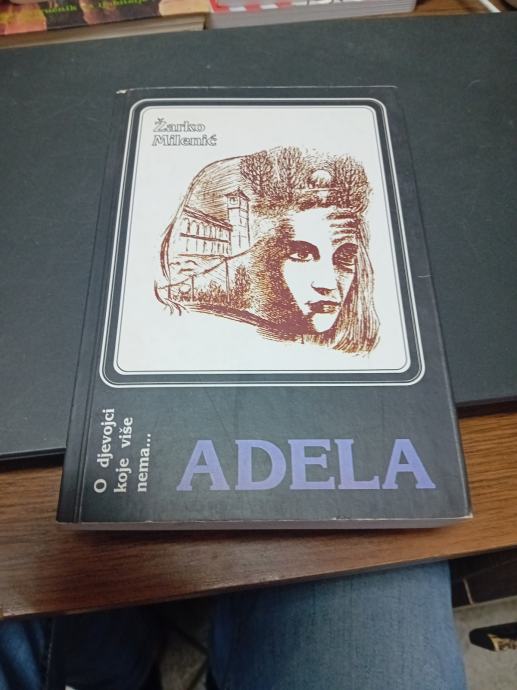 Žarko
Milenić
O djevojci
koje više
nema...
ADELA